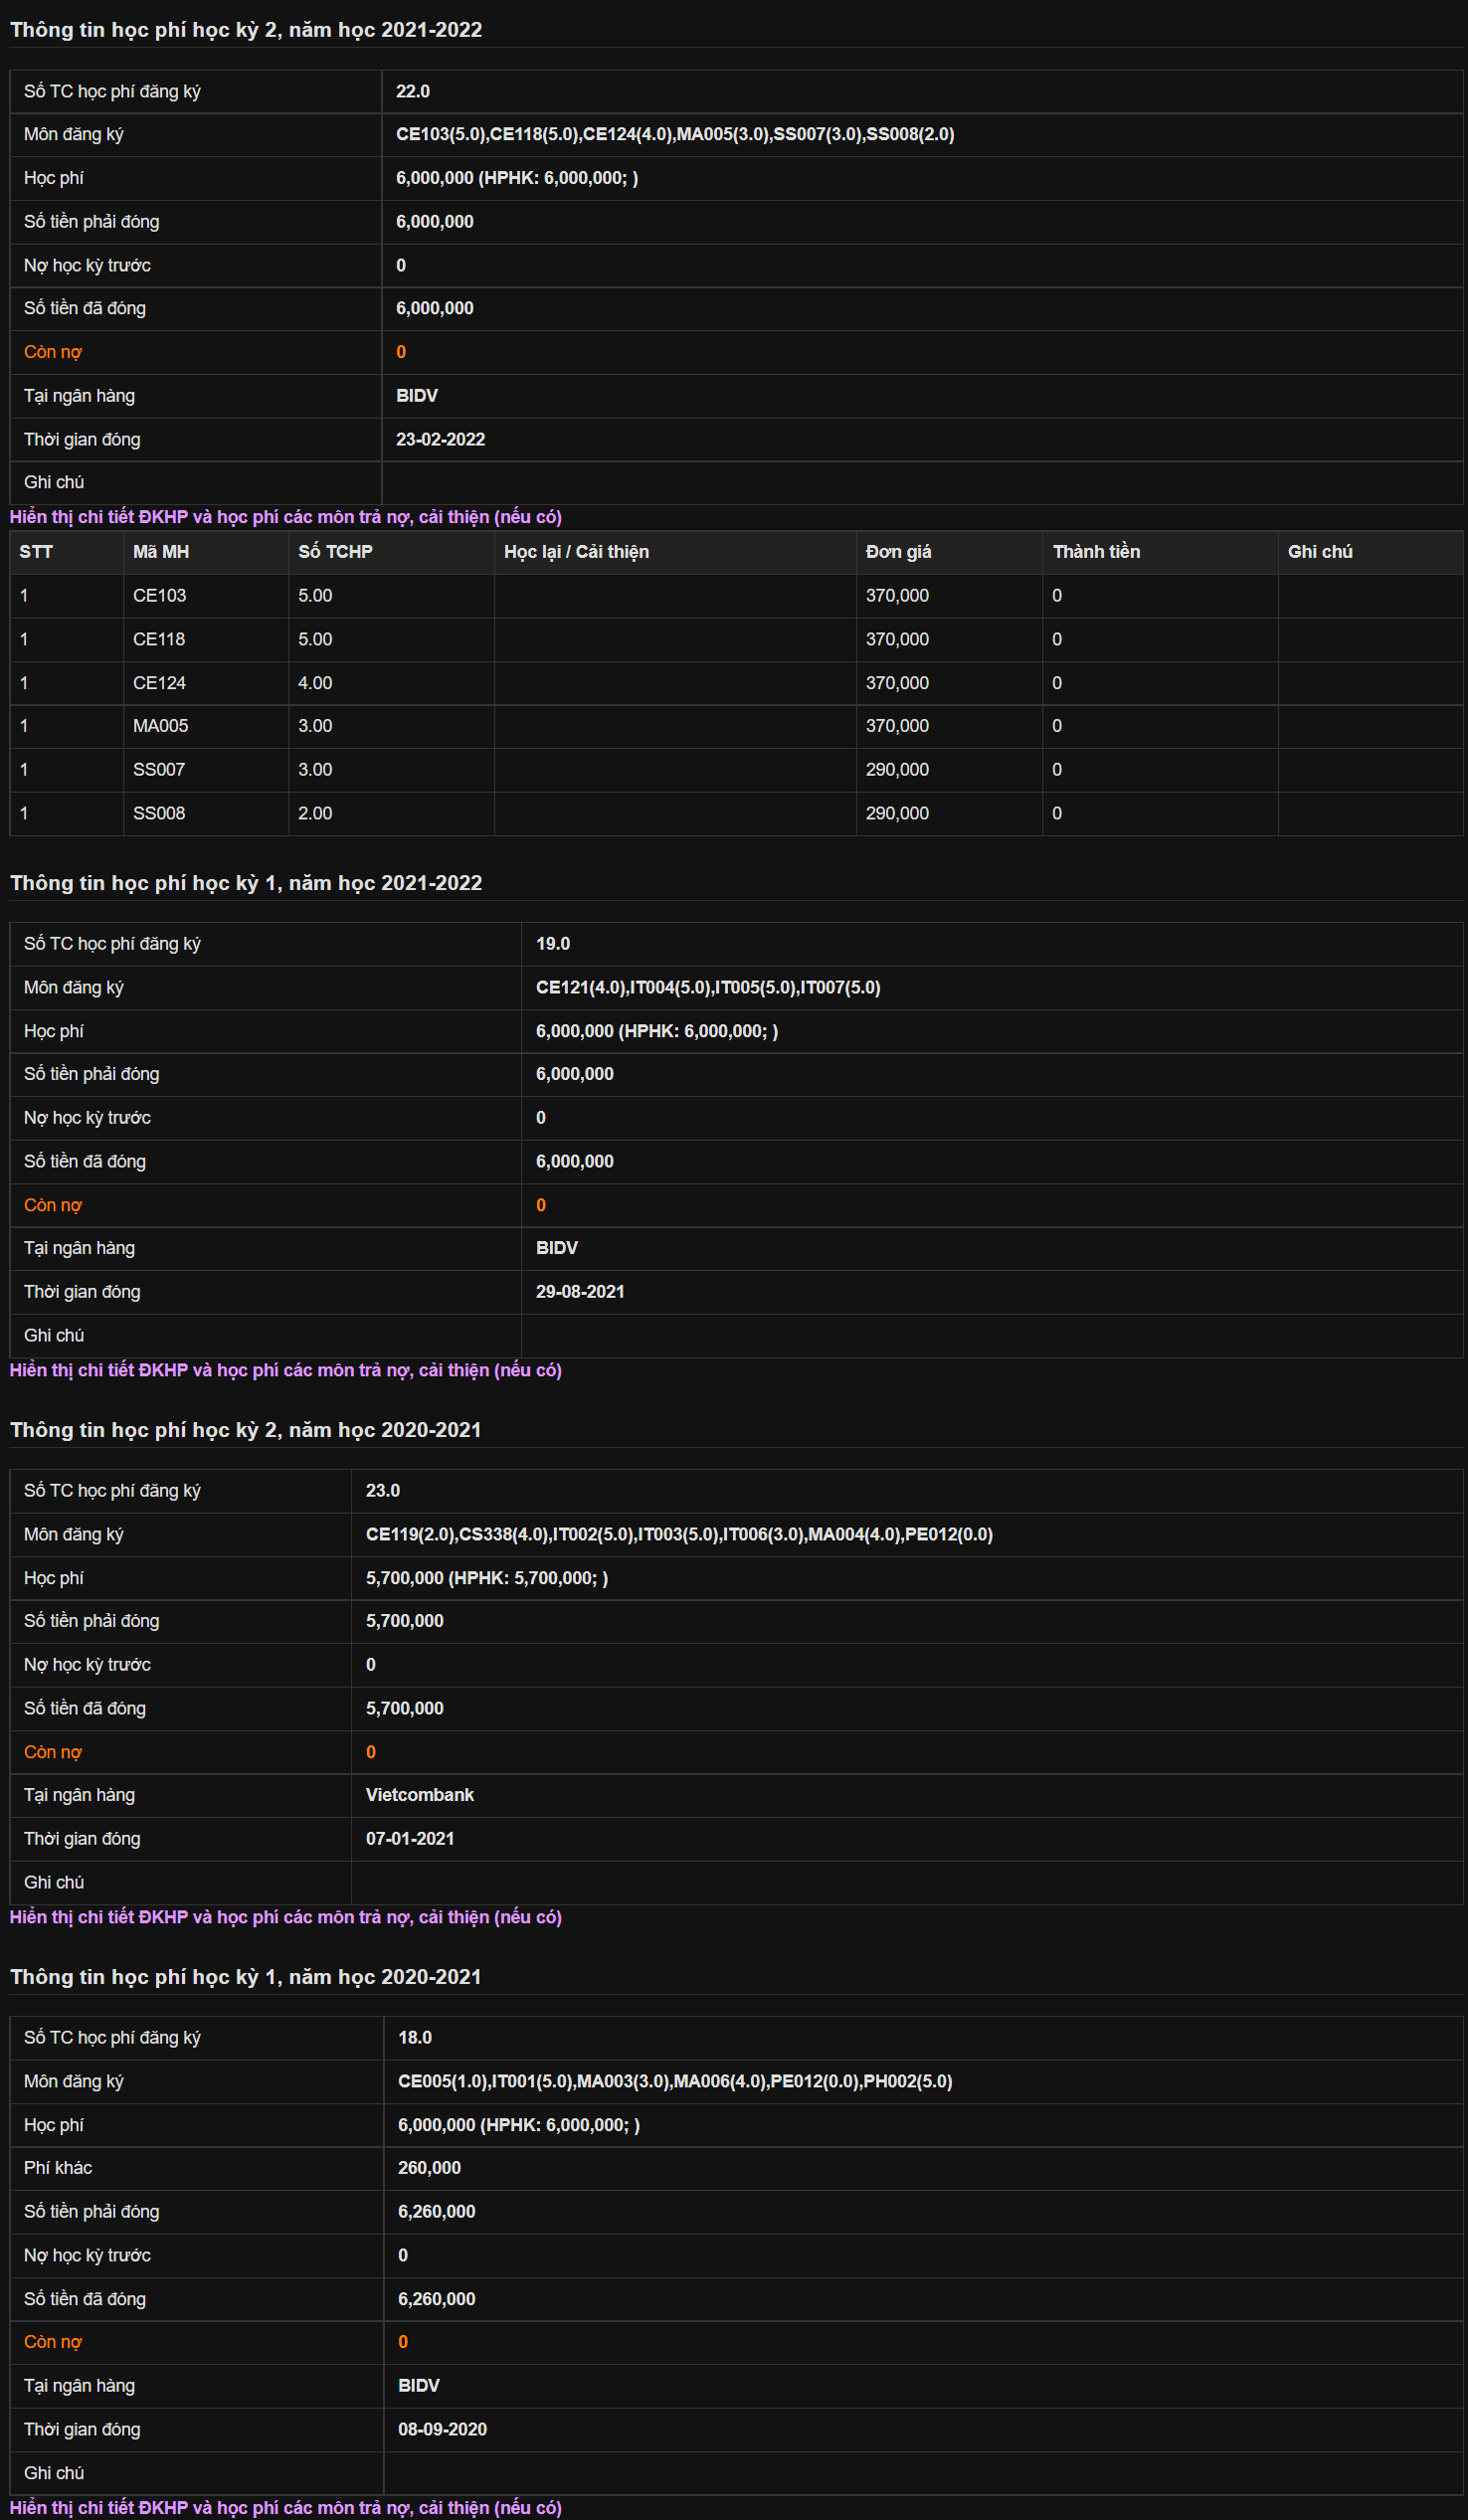 Thông tin học phí học kỳ 2, năm học 2021-2022
Số TC học phí đăng ký 22.0
Môn đăng ký CE103(5.0),CE118(5.0),CE124(4.0),MA005(3.0),SS007(3.0),SS008(2.0)
Học phí 6,000,000 (HPHK: 6,000,000; )
Số tiền phải đóng 6,000,000
Nợ học kỳ trước 0
Số tiền đã đóng 6,000,000
Còn nợ 0
Tại ngân hàng BIDV
Thời gian đóng 23-02-2022
Ghi chú
Hiển thị chi tiết ĐKHP và học phí các môn trả nợ, cải thiện (nếu có)
STT Mã MH Số TCHP Học lại / Cải thiện Đơn giá Thành tiền Ghi chú
1 CE103 5.00 370,000 0
1 CE118 5.00 370,000 0
1 CE124 4.00 370,000 0
1 MA005 3.00 370,000 0
1 SS007 3.00 290,000 0
1 SS008 2.00 290,000 0
Thông tin học phí học kỳ 1, năm học 2021-2022
Số TC học phí đăng ký 19.0
Môn đăng ký CE121(4.0),IT004(5.0),IT005(5.0),IT007(5.0)
Học phí 6,000,000 (HPHK: 6,000,000; )
Số tiền phải đóng 6,000,000
Nợ học kỳ trước 0
Số tiền đã đóng 6,000,000
Còn nợ 0
Tại ngân hàng BIDV
Thời gian đóng 29-08-2021
Ghi chú
Hiển thị chi tiết ĐKHP và học phí các môn trả nợ, cải thiện (nếu có)
Thông tin học phí học kỳ 2, năm học 2020-2021
Số TC học phí đăng ký 23.0
Môn đăng ký CE119(2.0),CS338(4.0),IT002(5.0),IT003(5.0),IT006(3.0),MA004(4.0),PE012(0.0)
Học phí 5,700,000 (HPHK: 5,700,000; )
Số tiền phải đóng 5,700,000
Nợ học kỳ trước 0
Số tiền đã đóng 5,700,000
Còn nợ 0
Tại ngân hàng Vietcombank
Thời gian đóng 07-01-2021
Ghi chú
Hiển thị chi tiết ĐKHP và học phí các môn trả nợ, cải thiện (nếu có)
Thông tin học phí học kỳ 1, năm học 2020-2021
Số TC học phí đăng ký 18.0
Môn đăng ký CE005(1.0),IT001(5.0),MA003(3.0),MA006(4.0),PE012(0.0),PH002(5.0)
Học phí 6,000,000 (HPHK: 6,000,000; )
Phí khác 260,000
Số tiền phải đóng 6,260,000
Nợ học kỳ trước 0
Số tiền đã đóng 6,260,000
Còn nợ 0
Tại ngân hàng BIDV
Thời gian đóng 08-09-2020
Ghi chú
Hiển thị chi tiết ĐKHP và học phí các môn trả nợ, cải thiện (nếu có)